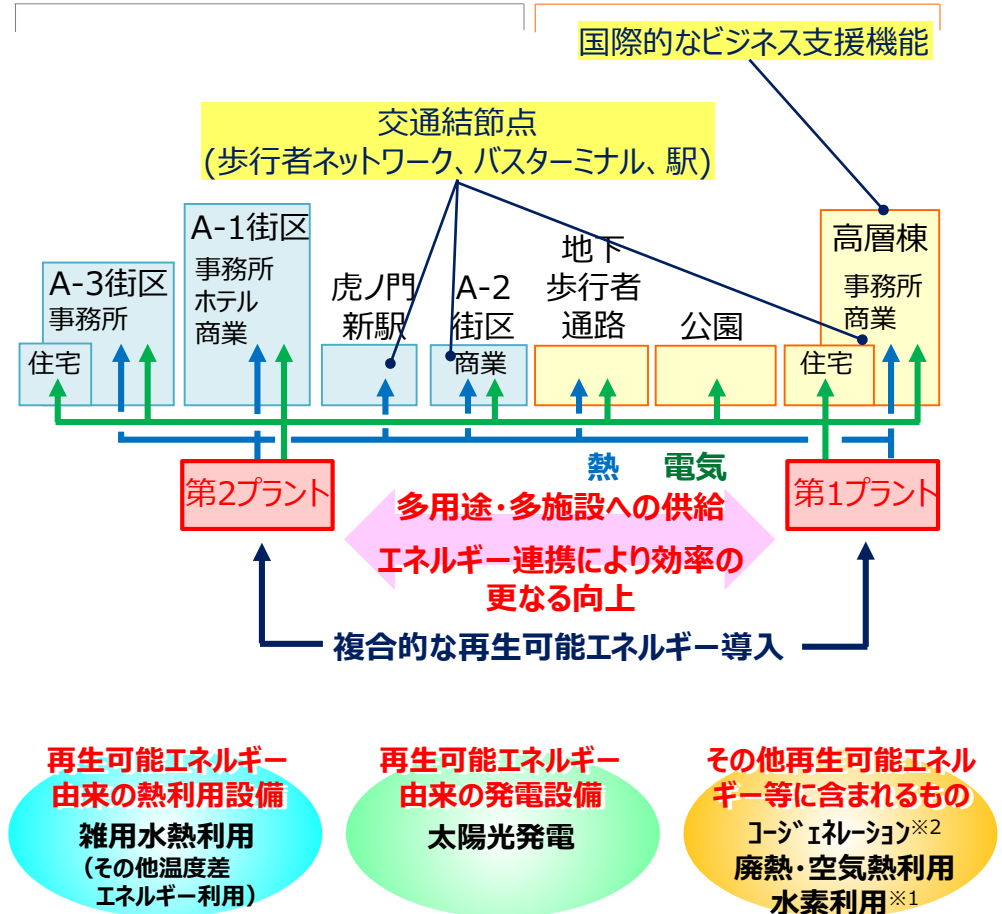 国際的なビジネス支援機能
交通結節点
(歩行者ネットワーク、バスターミナル、駅)
A-3街区
事務所
住宅
A-1街区
事務所
ホテル
商業
虎ノ門
新駅
A-2
街区
商業
地下
歩行者
通路
公園
高層棟
事務所
商業
住宅
熱
電気
第2プラント
第1プラント
多用途・多施設への供給
エネルギー連携により効率の
更なる向上
複合的な再生可能エネルギー導入
再生可能エネルギー
由来の熱利用設備
雑用水熱利用
(その他温度差
エネルギー利用)
再生可能エネルギー
由来の発電設備
太陽光発電
その他再生可能エネル
ギー等に含まれるもの
コージェネレーション※2
廃熱・空気熱利用
水素利用※1